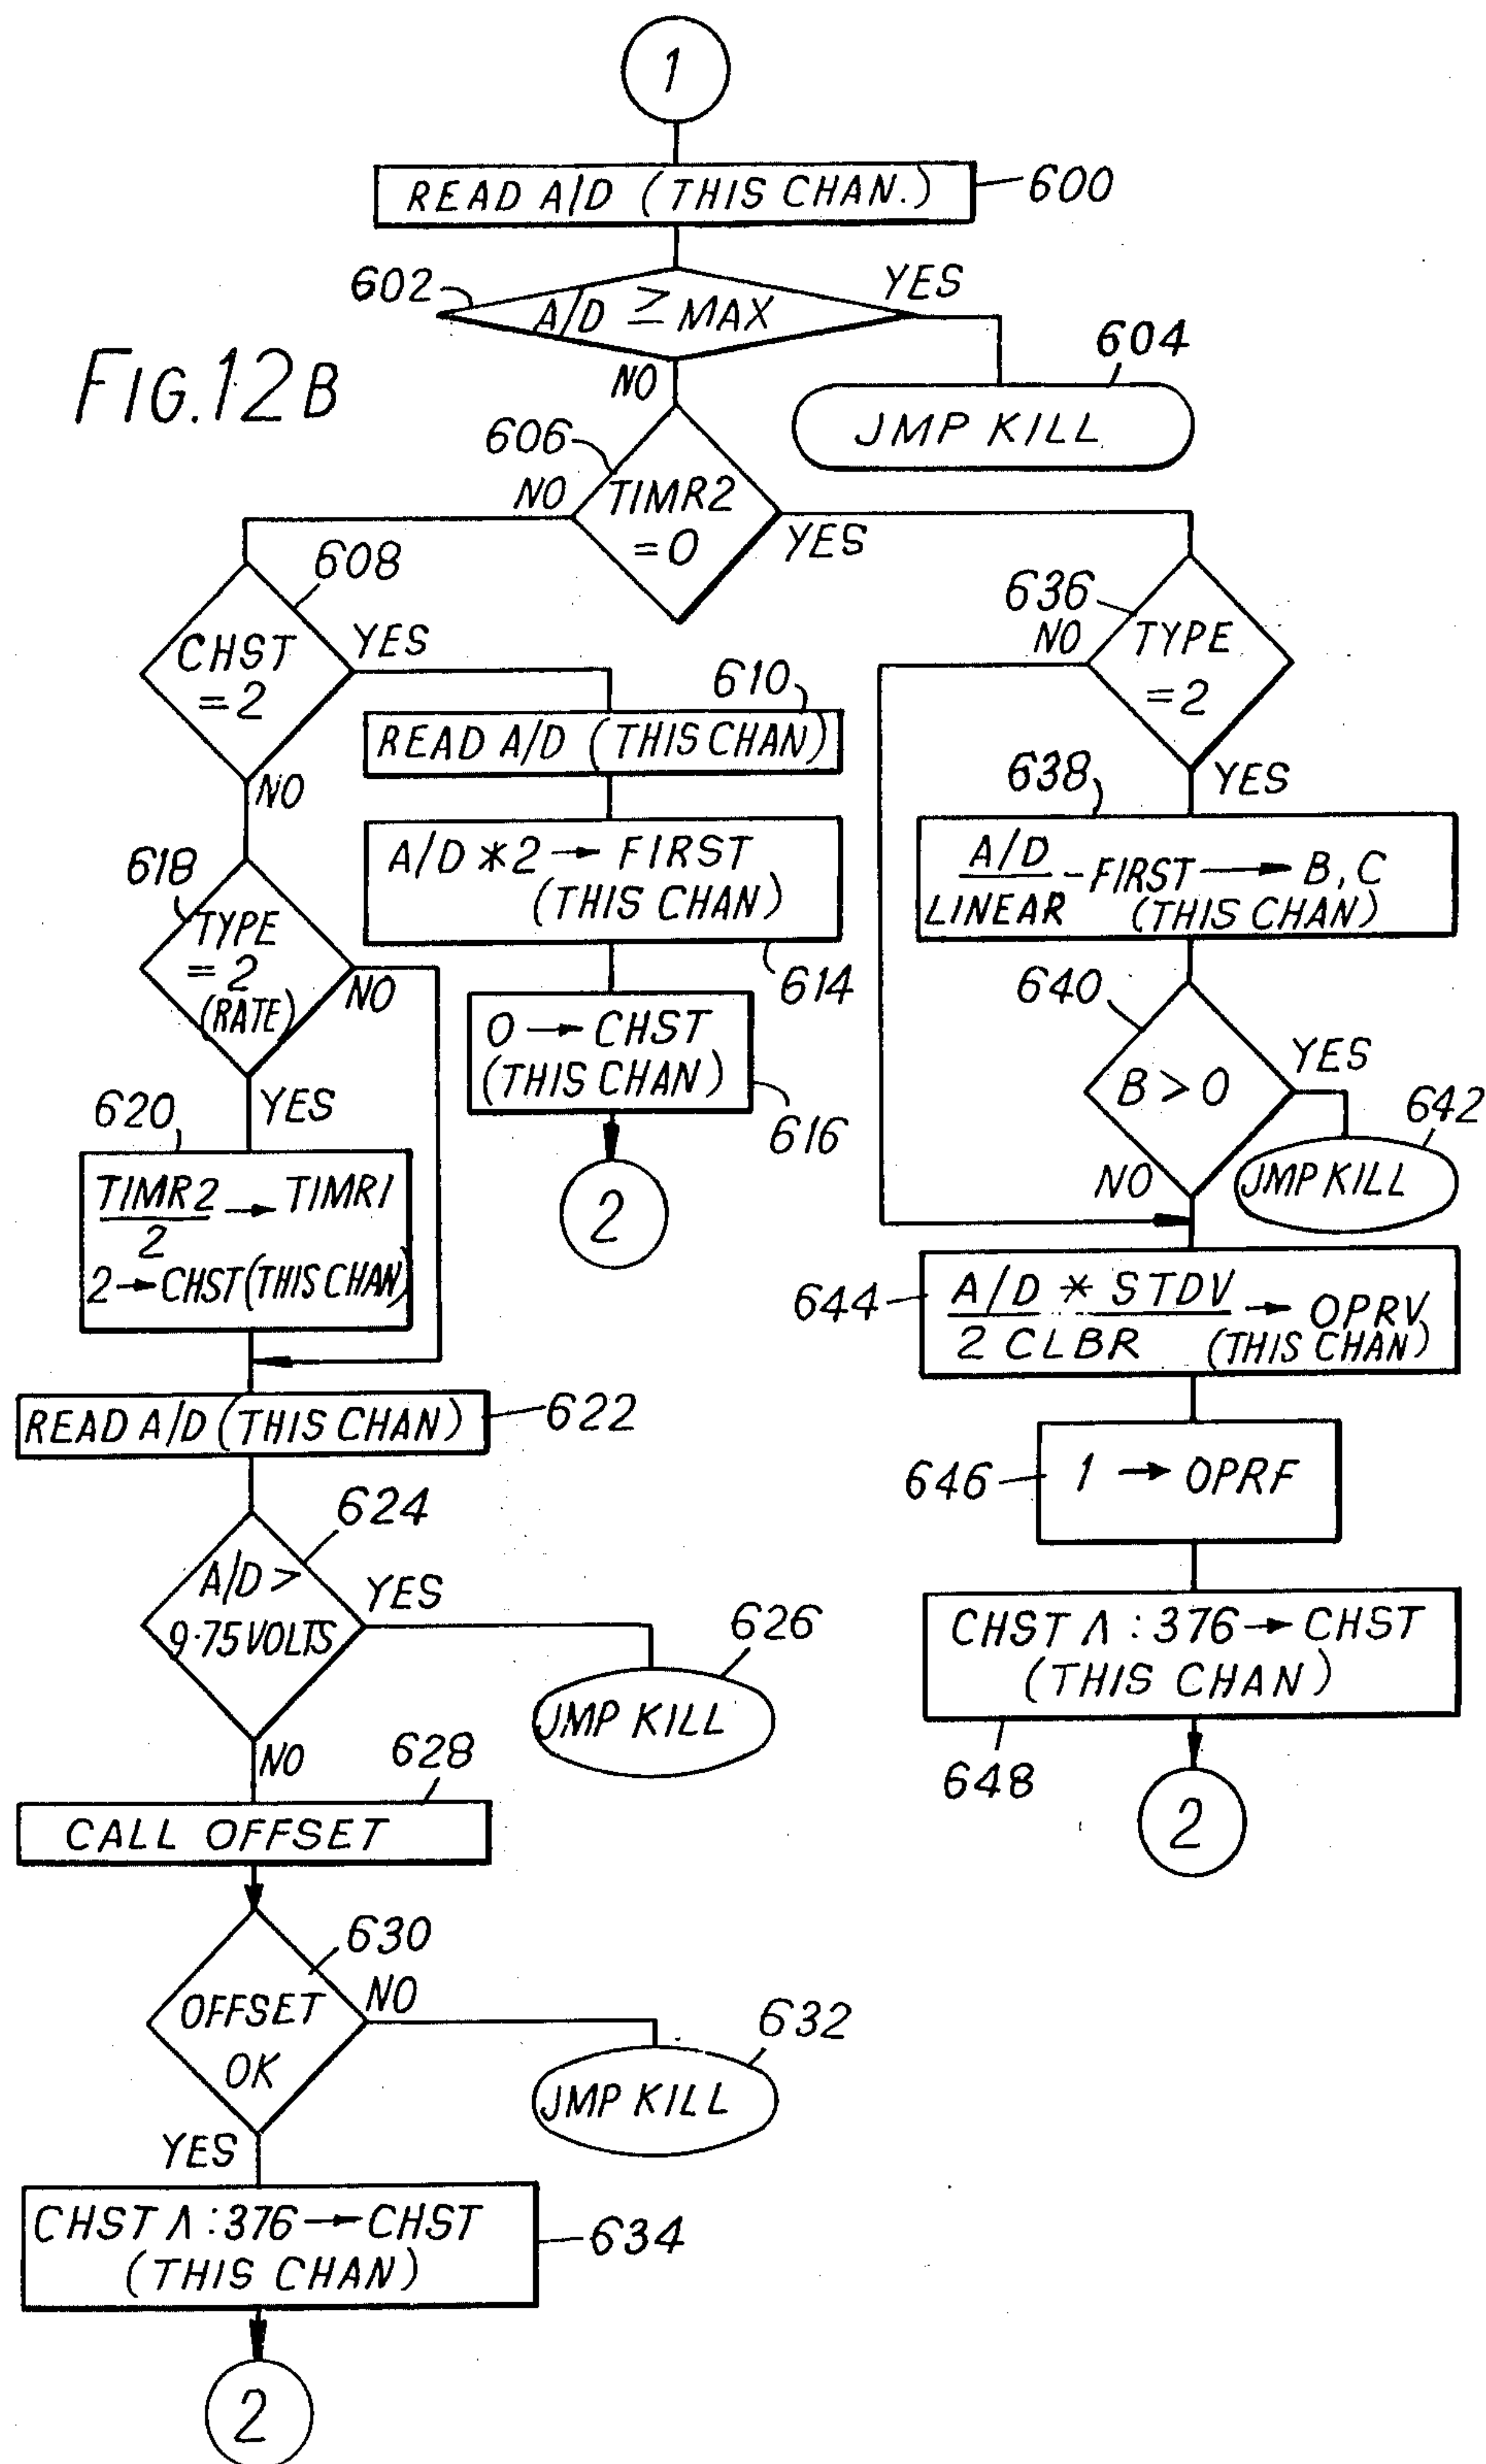 1
READ A/D (THIS CHAN.)
600
602
A/D ≥ MAX
YES
NO
604
JMP KILL
FIG.12B
606
TIMR2
=0
NO
YES
608
CHST
=2
YES
NO
610
READ A/D (THIS CHAN)
A/D *2 → FIRST
(THIS CHAN)
614
0 → CHST
(THIS CHAN)
616
2
618
TYPE
=2
(RATE)
NO
YES
620
TIMR2 → TIMR1
2
2 → CHST (THIS CHAN)
READ A/D (THIS CHAN)
622
624
A/D >
9.75 VOLTS
YES
626
JMP KILL
NO
628
CALL OFFSET
630
OFFSET
OK
NO
632
JMP KILL
YES
CHST Λ :376 → CHST
(THIS CHAN)
634
2
636
NO
TYPE
=2
YES
638
A/D - FIRST → B, C
LINEAR (THIS CHAN)
640
B > 0
YES
642
JMP KILL
NO
644
A/D * STDV → OPRV
2 CLBR (THIS CHAN)
646
1 → OPRF
CHST Λ :376 → CHST
(THIS CHAN)
648
2